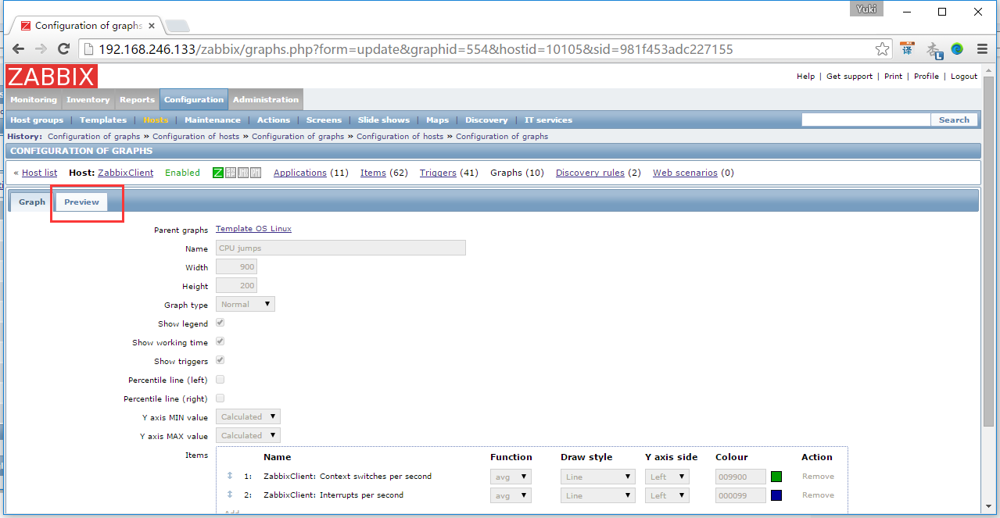 Yuki
Configuration of graphs
192.168.246.133/zabbix/graphs.php?form=update&graphid=554&hostid=10105&sid=981f453adc227155
译
ZABBIX
Help | Get support | Print | Profile | Logout
Monitoring Inventory Reports Configuration Administration
Host groups | Templates | Hosts | Maintenance | Actions | Screens | Slide shows | Maps | Discovery | IT services Search
History: Configuration of graphs » Configuration of hosts » Configuration of graphs » Configuration of hosts » Configuration of graphs
CONFIGURATION OF GRAPHS
« Host list Host: ZabbixClient Enabled Z Applications (11) Items (62) Triggers (41) Graphs (10) Discovery rules (2) Web scenarios (0)
Graph Preview
Parent graphs Template OS Linux
Name CPU jumps
Width 900
Height 200
Graph type Normal
Show legend
Show working time
Show triggers
Percentile line (left)
Percentile line (right)
Y axis MIN value Calculated
Y axis MAX value Calculated
Items Name Function Draw style Y axis side Colour Action
1: ZabbixClient: Context switches per second avg Line Left 009900 Remove
2: ZabbixClient: Interrupts per second avg Line Left 000099 Remove
Add